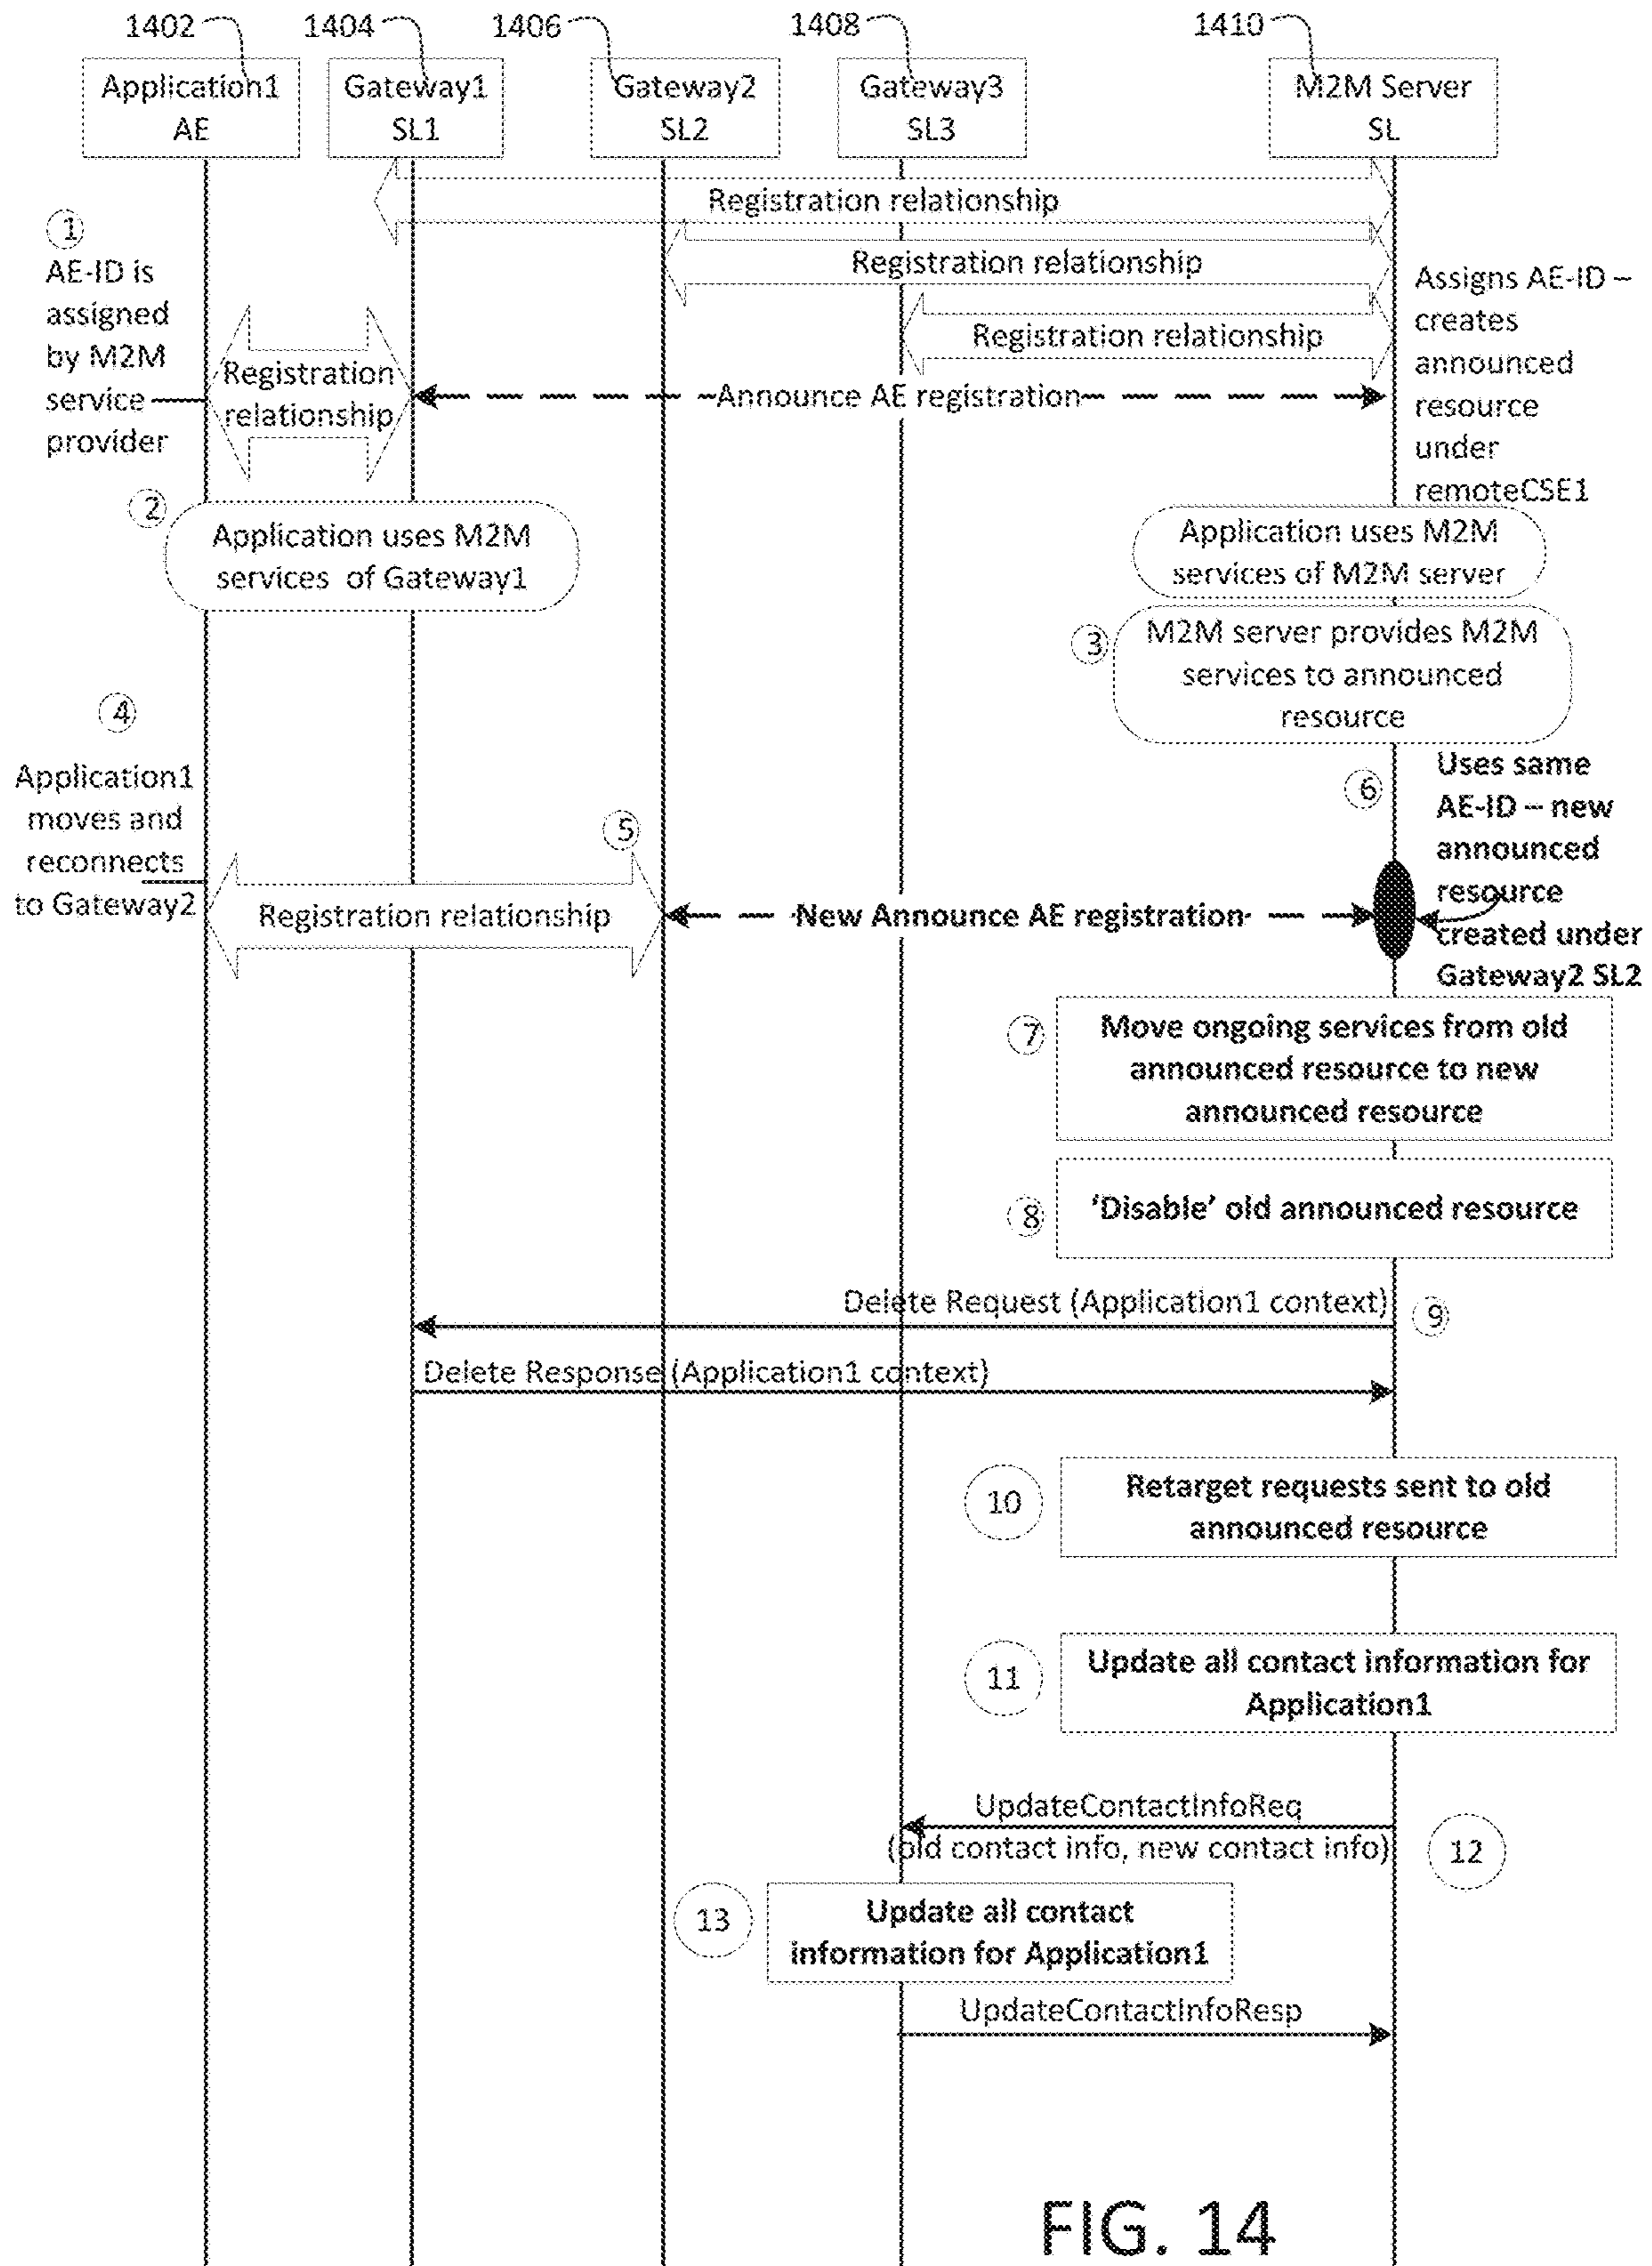 1402
1404
1406
1408
1410
Application1
AE
Gateway1
SL1
Gateway2
SL2
Gateway3
SL3
M2M Server
SL
Registration relationship
Registration relationship
Registration relationship
1
AE-ID is
assigned
by M2M
service
provider
Registration
relationship
Announce AE registration
Assigns AE-ID –
creates
announced
resource
under
remoteCSE1
2
Application uses M2M
services of Gateway1
Application uses M2M
services of M2M server
3
M2M server provides M2M
services to announced
resource
4
Application1
moves and
reconnects
to Gateway2
5
Registration relationship
New Announce AE registration
6
Uses same
AE-ID – new
announced
resource
created under
Gateway2 SL2
7
Move ongoing services from old
announced resource to new
announced resource
8
‘Disable’ old announced resource
Delete Request (Application1 context)
9
Delete Response (Application1 context)
10
Retarget requests sent to old
announced resource
11
Update all contact information for
Application1
UpdateContactInfoReq
(old contact info, new contact info)
12
13
Update all contact
information for Application1
UpdateContactInfoResp
FIG. 14